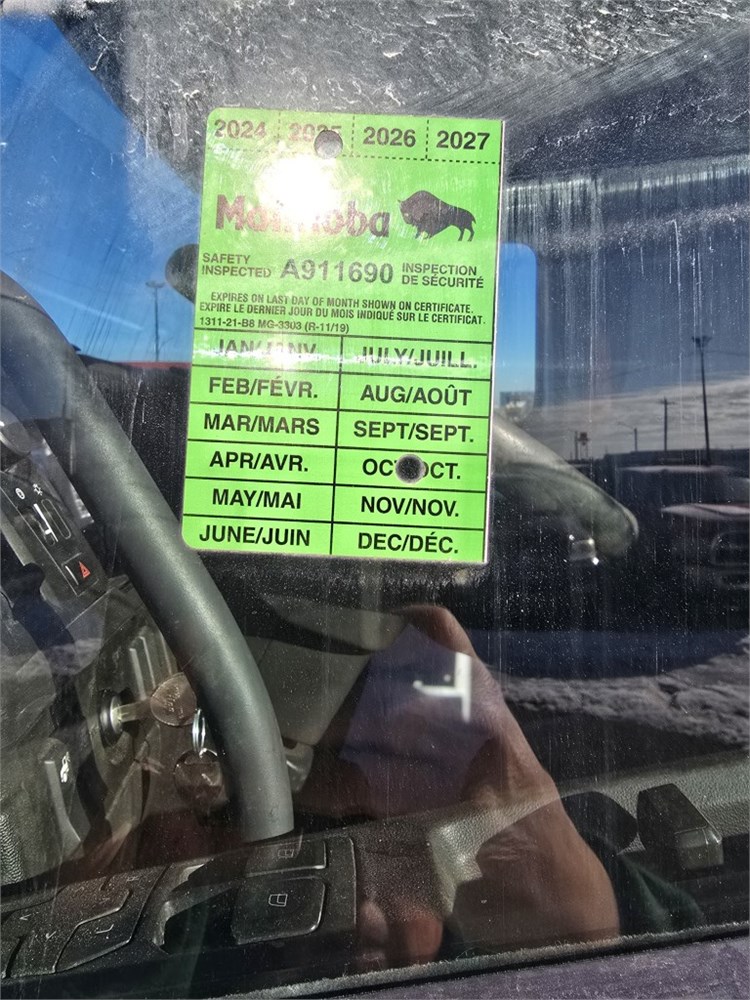 2024 2025 2026 2027
Manitoba
SAFETY INSPECTED A911690 INSPECTION DE SÉCURITÉ
EXPIRES ON LAST DAY OF MONTH SHOWN ON CERTIFICATE.
EXPIRE LE DERNIER JOUR DU MOIS INDIQUÉ SUR LE CERTIFICAT.
1311-21-B8 MG-3303 (R-11/19)
JAN/JANV. JULY/JUILL.
FEB/FÉVR. AUG/AOÛT
MAR/MARS SEPT/SEPT.
APR/AVR. OCT/OCT.
MAY/MAI NOV/NOV.
JUNE/JUIN DEC/DÉC.